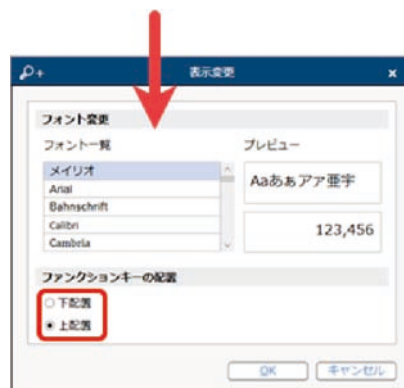 表示変更
×
フォント変更
フォント一覧
プレビュー
メイリオ
Arial
Bahnschrift
Calibri
Cambria
Aaあぁアァ亜宇
123,456
ファンクションキーの配置
下配置
上配置
OK
キャンセル